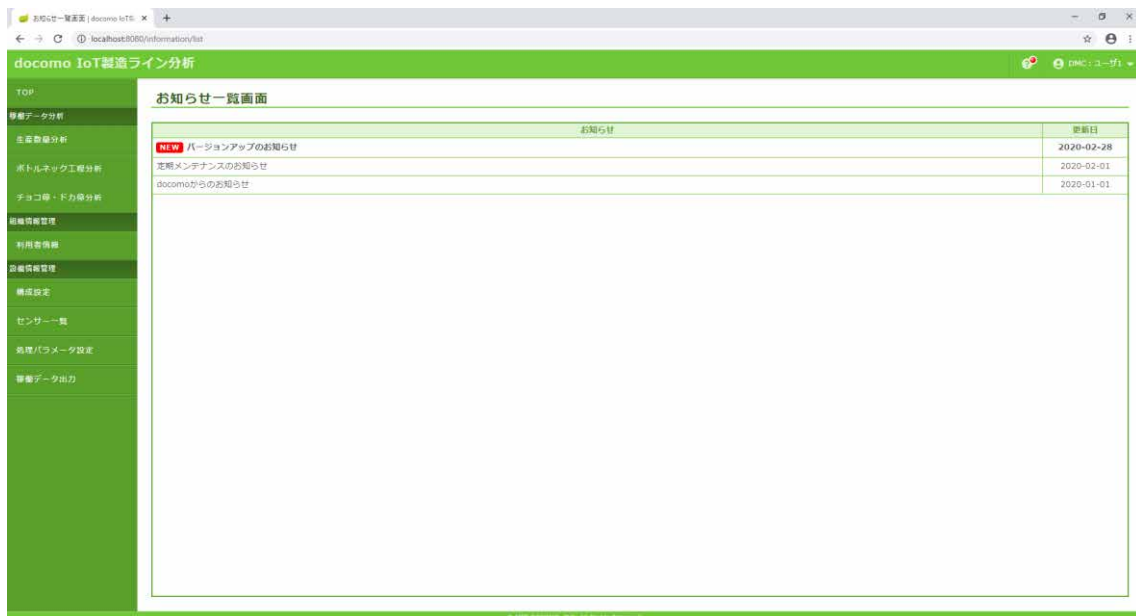 お知らせ一覧画面 | docomo IoT製
localhost:8080/information/list
docomo IoT製造ライン分析
DMC:ユーザ1
TOP
稼働データ分析
生産数量分析
ボトルネック工程分析
チョコ停・ドカ停分析
組織情報管理
利用者情報
設備情報管理
構成設定
センサー一覧
処理パラメータ設定
稼働データ出力
お知らせ一覧画面
お知らせ 更新日
NEW バージョンアップのお知らせ 2020-02-28
定期メンテナンスのお知らせ 2020-02-01
docomoからのお知らせ 2020-01-01